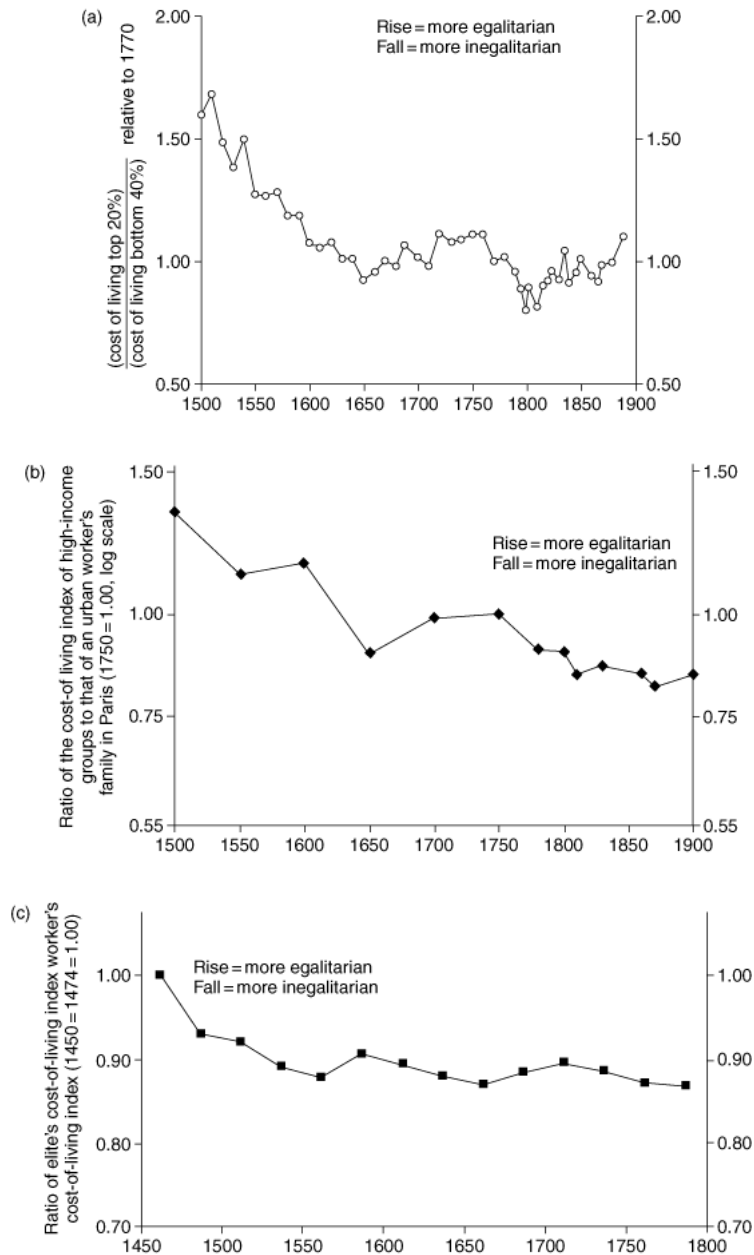 (a)
(cost of living top 20%)
(cost of living bottom 40%) relative to 1770
Rise = more egalitarian
Fall = more inegalitarian
2.00 2.00
1.50 1.50
1.00 1.00
0.50 0.50
1500 1550 1600 1650 1700 1750 1800 1850 1900
(b)
Ratio of the cost-of living index of high-income
groups to that of an urban worker's
family in Paris (1750 = 1.00, log scale)
Rise = more egalitarian
Fall = more inegalitarian
1.50 1.50
1.00 1.00
0.75 0.75
0.55 0.55
1500 1550 1600 1650 1700 1750 1800 1850 1900
(c)
Ratio of elite's cost-of-living index worker's
cost-of-living index (1450 = 1474 = 1.00)
Rise = more egalitarian
Fall = more inegalitarian
1.00 1.00
0.90 0.90
0.80 0.80
0.70 0.70
1450 1500 1550 1600 1650 1700 1750 1800